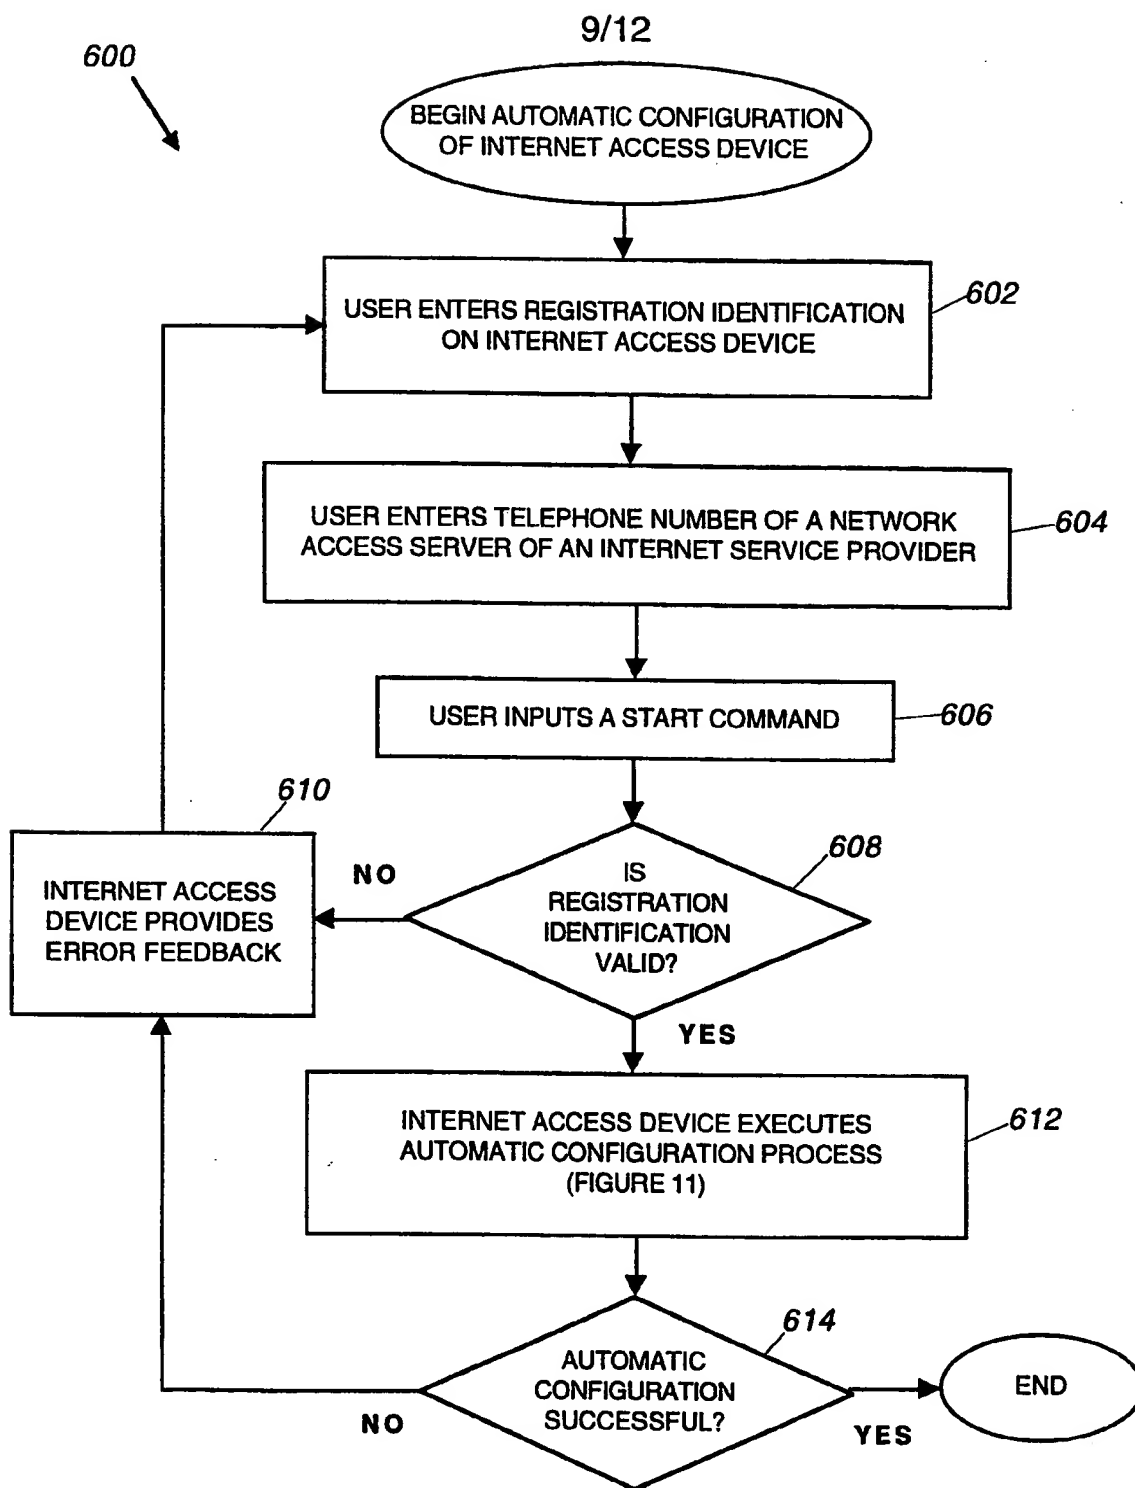 9/12
600
BEGIN AUTOMATIC CONFIGURATION
OF INTERNET ACCESS DEVICE
602
USER ENTERS REGISTRATION IDENTIFICATION
ON INTERNET ACCESS DEVICE
604
USER ENTERS TELEPHONE NUMBER OF A NETWORK
ACCESS SERVER OF AN INTERNET SERVICE PROVIDER
USER INPUTS A START COMMAND
606
610
608
NO
IS
REGISTRATION
IDENTIFICATION
VALID?
INTERNET ACCESS
DEVICE PROVIDES
ERROR FEEDBACK
YES
INTERNET ACCESS DEVICE EXECUTES
AUTOMATIC CONFIGURATION PROCESS
(FIGURE 11)
612
614
AUTOMATIC
CONFIGURATION
SUCCESSFUL?
END
NO
YES